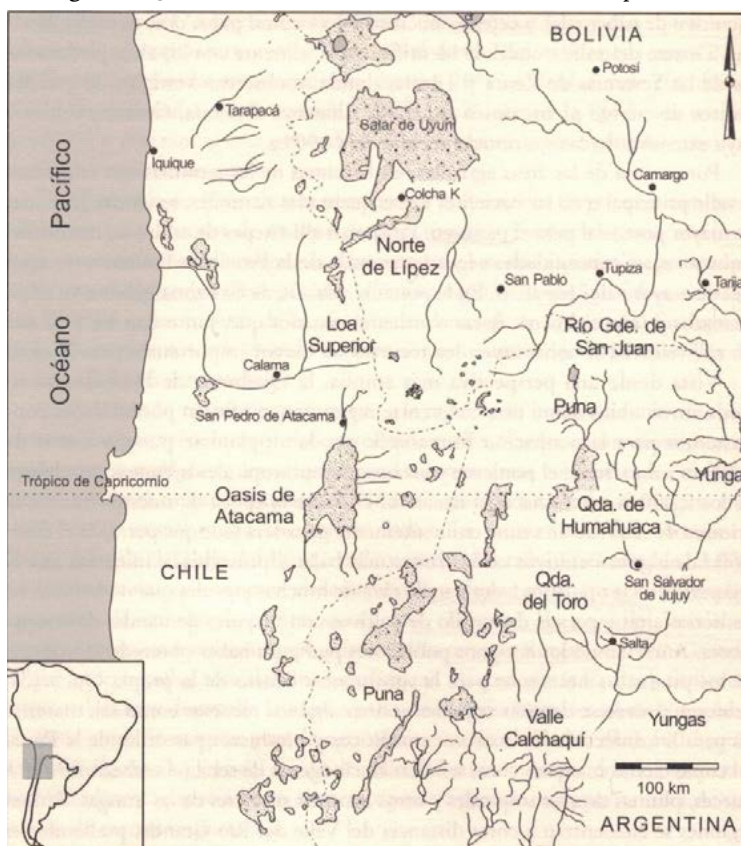 BOLIVIA
Potosí
Tarapacá
Salar de Uyuni
Iquique
Camargo
Colcha K
Océano Pacífico
Norte
de Lípez
San Pablo
Tupiza
Tarija
Loa
Superior
Río Gde. de
San Juan
Calama
San Pedro de Atacama
Puna
Yungas
Trópico de Capricornio
Oasis de
Atacama
Qda. de
Humahuaca
CHILE
Qda.
del Toro
San Salvador
de Jujuy
Salta
Puna
Valle
Calchaquí
Yungas
100 km
ARGENTINA